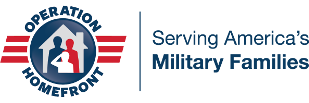 OPERATION
HOMEFRONT
Serving America's
Military Families